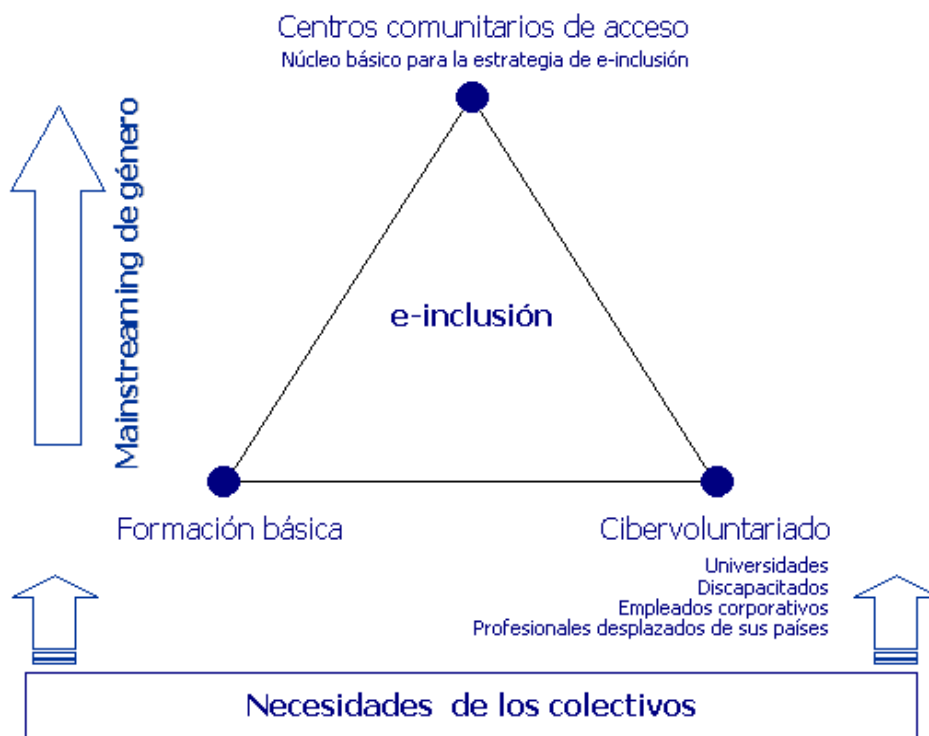 Centros comunitarios de acceso
Núcleo básico para la estrategia de e-inclusión
Mainstreaming de género
e-inclusión
Formación básica
Cibervoluntariado
Universidades
Discapacitados
Empleados corporativos
Profesionales desplazados de sus países
Necesidades de los colectivos